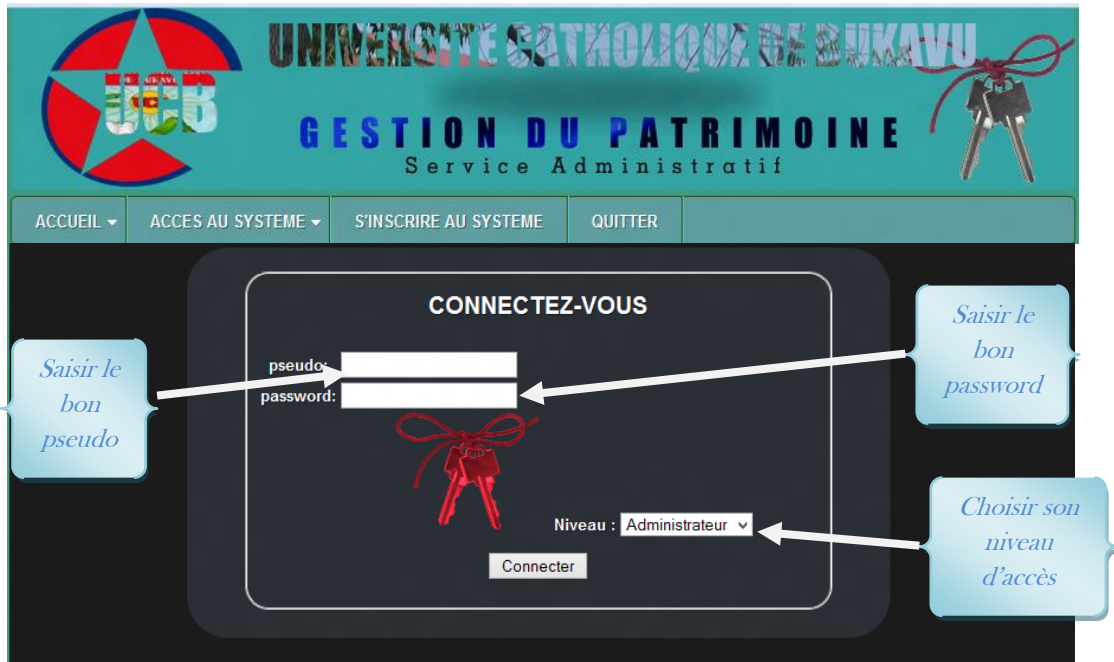 UNIVERSITE CATHOLIQUE DE BUKAVU
UCB
GESTION DU PATRIMOINE
Service Administratif
ACCUEIL
ACCES AU SYSTEME
S'INSCRIRE AU SYSTEME
QUITTER
CONNECTEZ-VOUS
pseudo:
password:
Niveau : Administrateur
Connecter
Saisir le
bon
pseudo
Saisir le
bon
password
Choisir son
niveau
d'accès